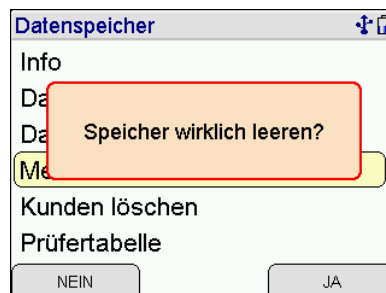 Datenspeicher
Info
Da
Da
Speicher wirklich leeren?
Me
Kunden löschen
Prüfertabelle
NEIN
JA